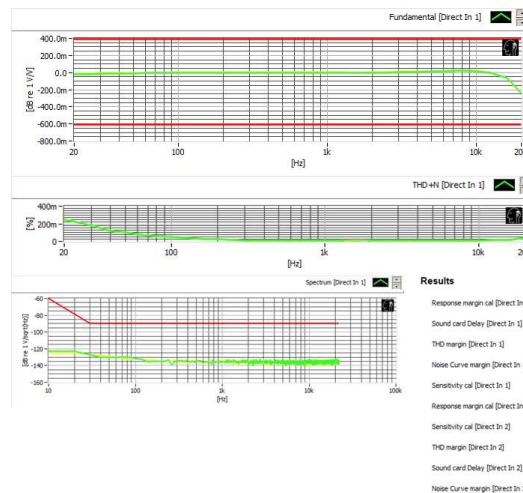 Fundamental [Direct In 1]
400.0m
200.0m
0.0
-200.0m
-400.0m
-600.0m
-800.0m
[dB re 1 V/V]
20 100 1k 10k 20
[Hz]
THD+N [Direct In 1]
400m
200m
0
[%]
20 100 1k 10k 2
[Hz]
Spectrum [Direct In 1]
-60
-80
-100
-120
-140
-160
[dB re 1 V/sqrt(Hz)]
10 100 1k 10k 100k
[Hz]
Results
Response margin cal [Direct In
Sound card Delay [Direct In 1]
THD margin [Direct In 1]
Noise Curve margin [Direct In
Sensitivity cal [Direct In 1]
Response margin cal [Direct In
Sensitivity cal [Direct In 2]
THD margin [Direct In 2]
Sound card Delay [Direct In 2]
Noise Curve margin [Direct In